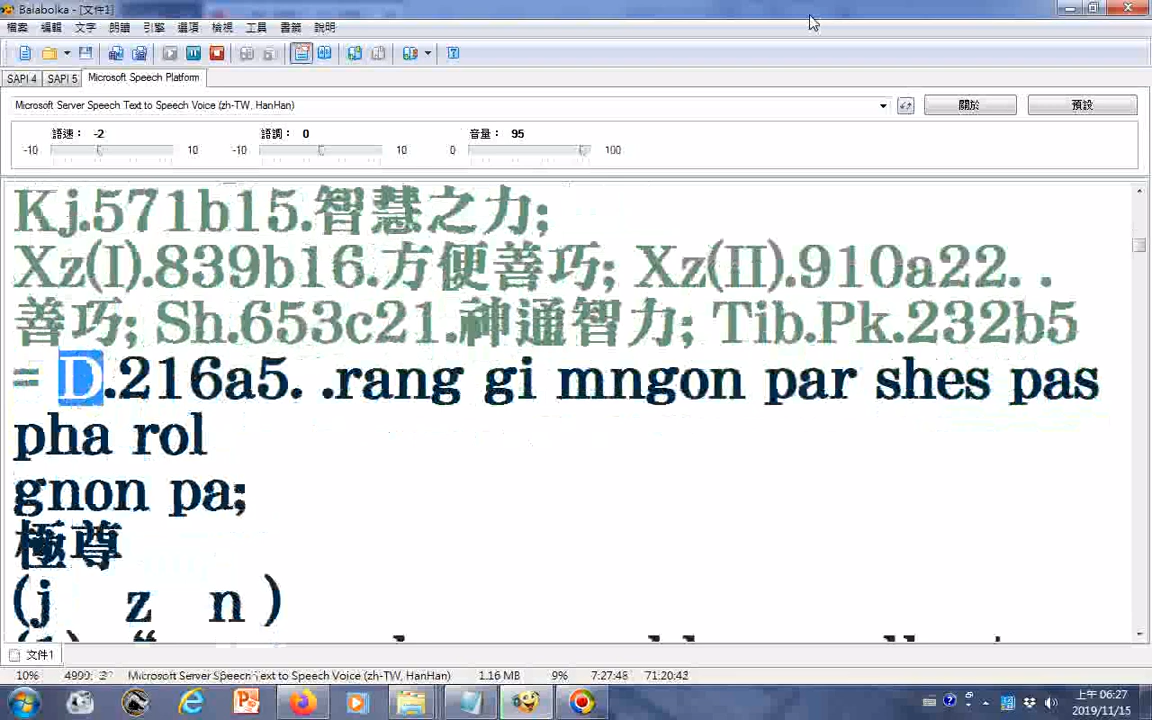 Balabolka - [文件1]
檔案 編輯 文字 朗讀 引擎 選項 檢視 工具 書籤 說明
SAPI 4 SAPI 5 Microsoft Speech Platform
Microsoft Server Speech Text to Speech Voice (zh-TW, HanHan) 關於 預設
語速: -2 語調: 0 音量: 95
-10 10 -10 10 0 100
Kj.571b15.智慧之力;
Xz(I).839b16.方便善巧; Xz(II).910a22. .
善巧; Sh.653c21.神通智力; Tib.Pk.232b5
= D.216a5. .rang gi mngon par shes pas
pha rol
gnon pa;
極尊
(j z n )
文件1
10% Microsoft Server Speech Text to Speech Voice (zh-TW, HanHan) 1.16 MB 9% 7:27:48 71:20:42
上午 06:27
2019/11/15